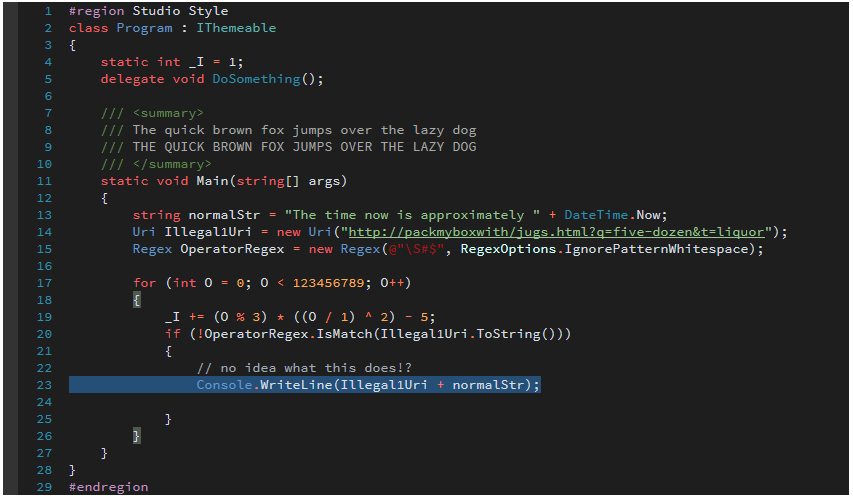 1 #region Studio Style
2 class Program : IThemeable
3 {
4     static int _I = 1;
5     delegate void DoSomething();
6
7     /// <summary>
8     /// The quick brown fox jumps over the lazy dog
9     /// THE QUICK BROWN FOX JUMPS OVER THE LAZY DOG
10     /// </summary>
11     static void Main(string[] args)
12     {
13         string normalStr = "The time now is approximately " + DateTime.Now;
14         Uri Illegal1Uri = new Uri("http://packmyboxwith/jugs.html?q=five-dozen&t=liquor");
15         Regex OperatorRegex = new Regex(@"\S#$", RegexOptions.IgnorePatternWhitespace);
16
17         for (int O = 0; O < 123456789; O++)
18         {
19             _I += (O % 3) * ((O / 1) ^ 2) - 5;
20             if (!OperatorRegex.IsMatch(Illegal1Uri.ToString()))
21             {
22                 // no idea what this does!?
23                 Console.WriteLine(Illegal1Uri + normalStr);
24
25             }
26         }
27     }
28 }
29 #endregion